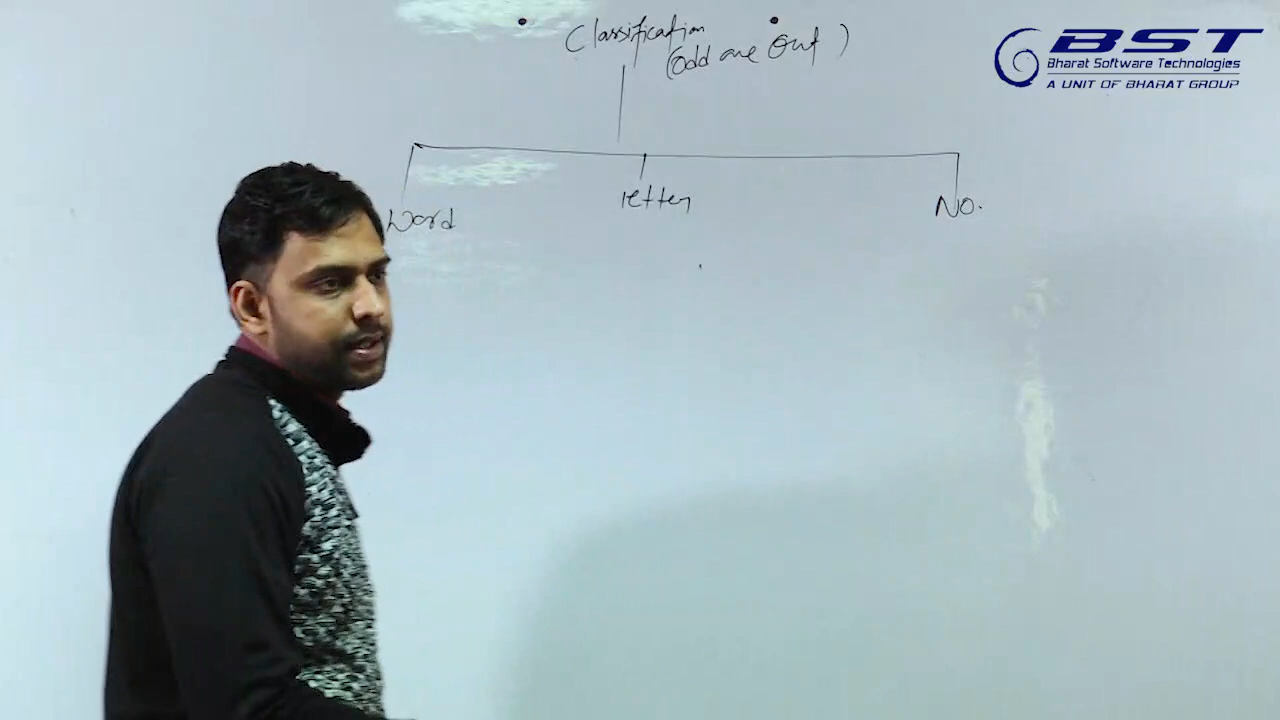 Classification
(Odd one Out)
Word
letter
No.
BST
Bharat Software Technologies
A UNIT OF BHARAT GROUP